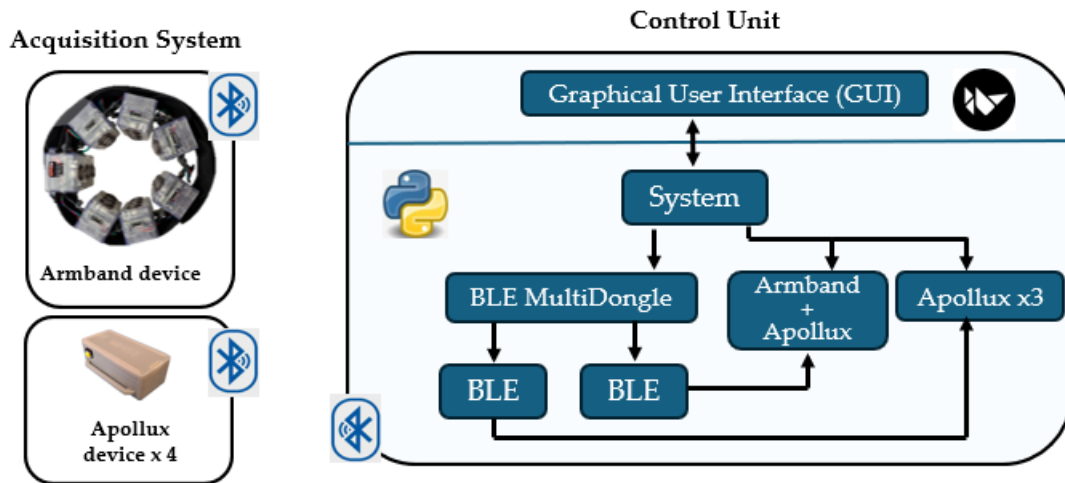 Control Unit
Acquisition System
Armband device
Apollux
device x 4
Graphical User Interface (GUI)
System
BLE MultiDongle
Armband
+
Apollux
Apollux x3
BLE
BLE